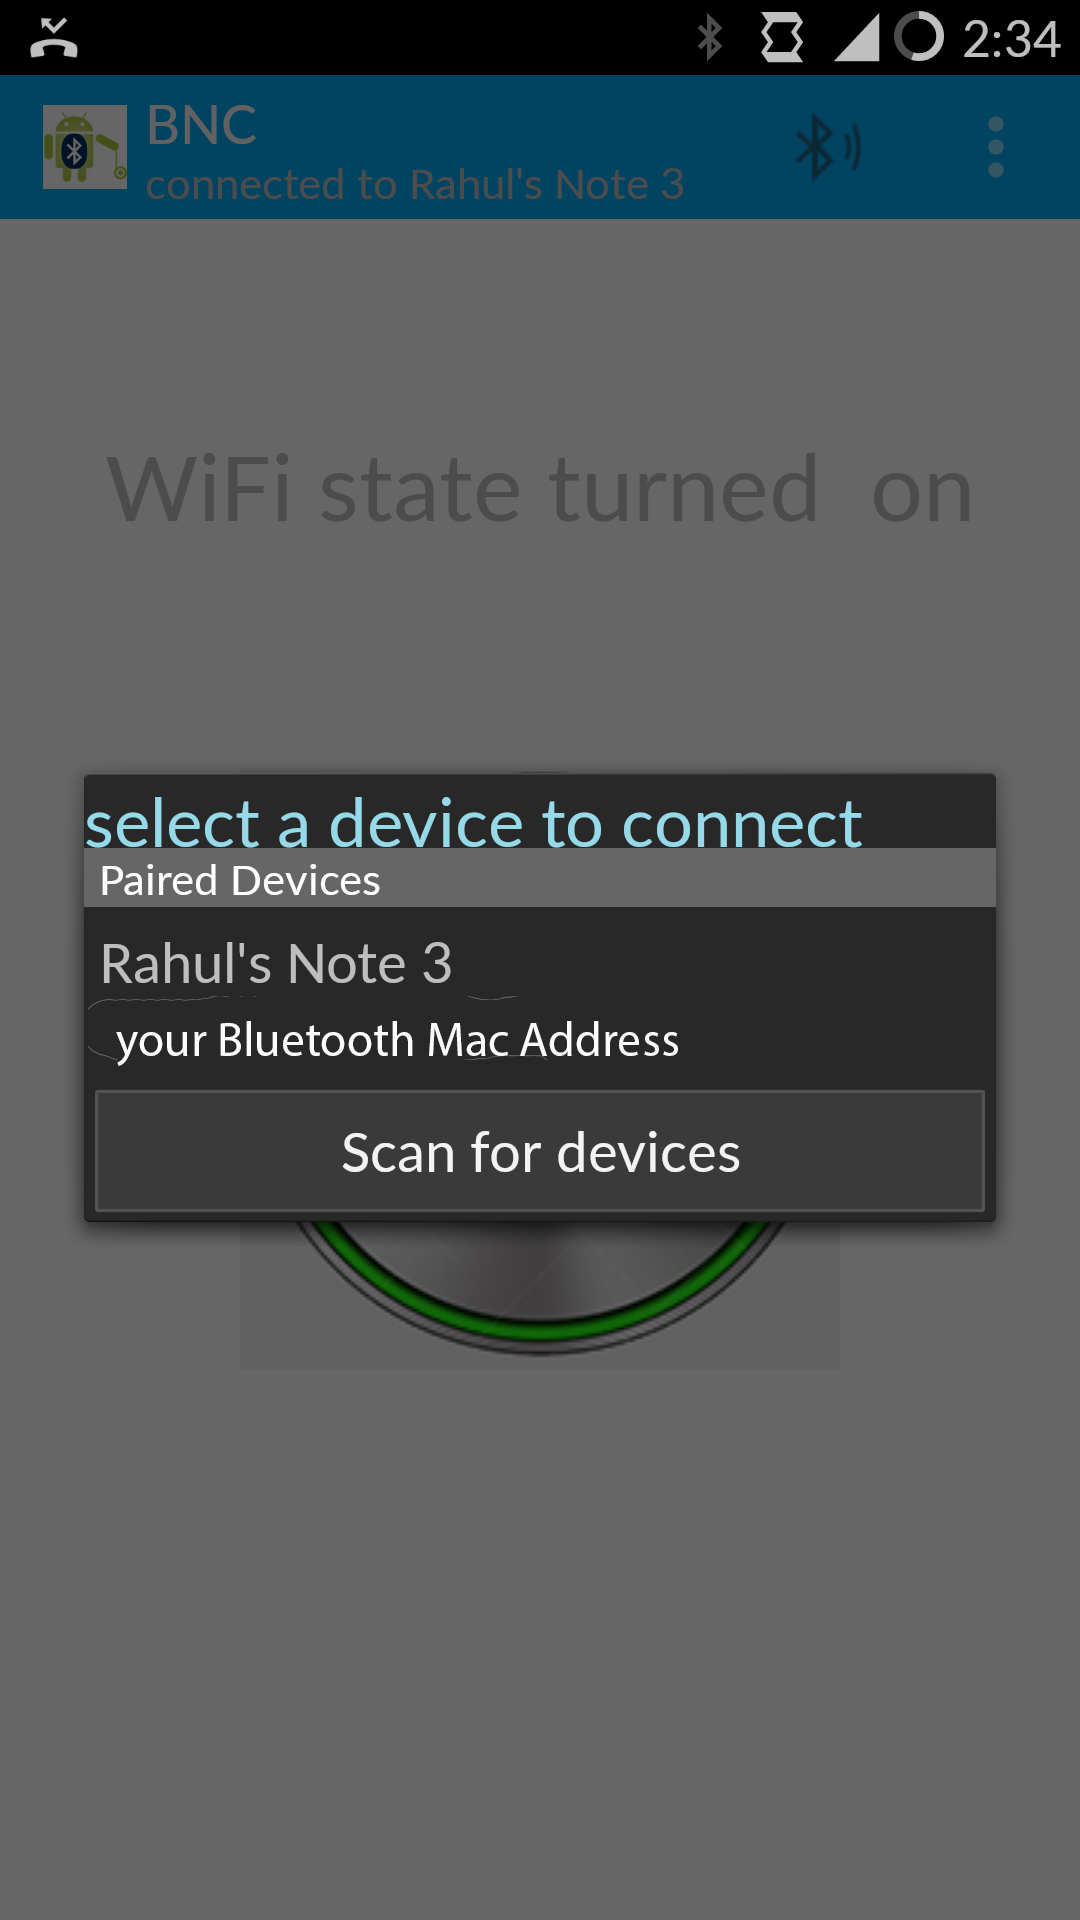 2:34
BNC
connected to Rahul's Note 3
WiFi state turned  on
select a device to connect
Paired Devices
Rahul's Note 3
your Bluetooth Mac Address
Scan for devices